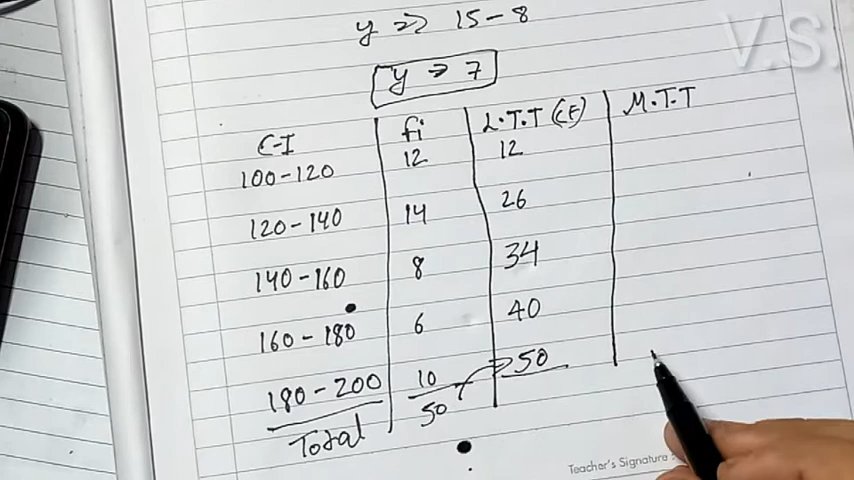 y => 15 - 8
y → 7
V.S.
C-I fi L.T.T (CF) M.T.T
100-120 12 12
120-140 14 26
140-160 8 34
160-180 6 40
180-200 10 50
Total 50
Teacher's Signature :